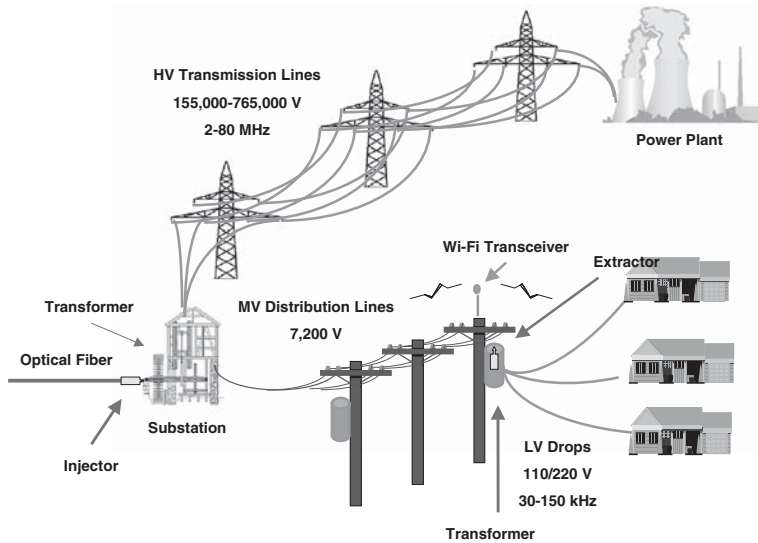 HV Transmission Lines
155,000-765,000 V
2-80 MHz
Power Plant
Wi-Fi Transceiver
Extractor
Transformer
MV Distribution Lines
7,200 V
Optical Fiber
Substation
Injector
LV Drops
110/220 V
30-150 kHz
Transformer